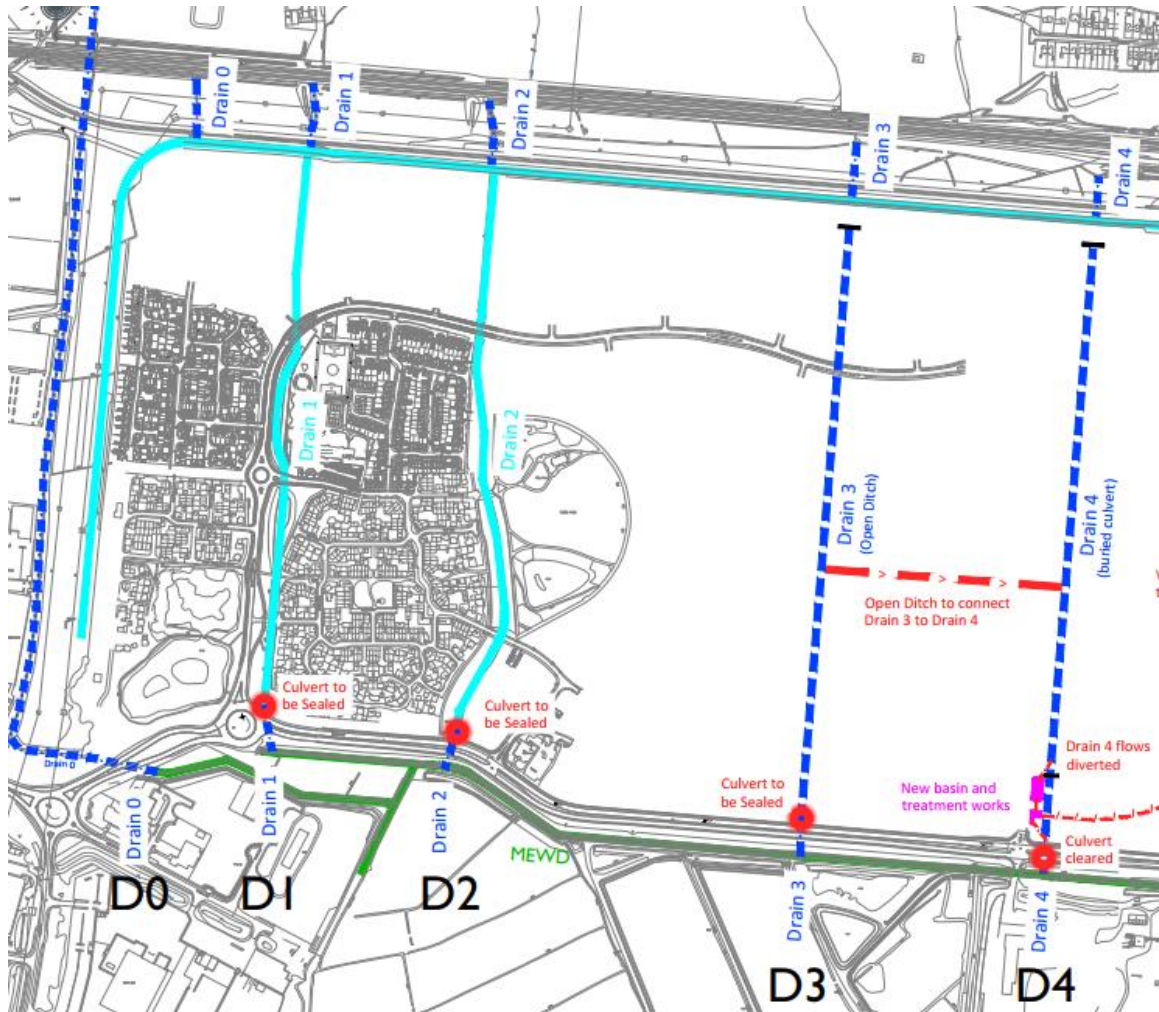 Drain 0
Drain 1
Drain 2
Drain 3
Drain 4
Drain 1
Drain 2
Drain 3
(Open Ditch)
Drain 4
(buried culvert)
Open Ditch to connect
Drain 3 to Drain 4
Culvert to
be Sealed
Culvert to
be Sealed
Culvert to
be Sealed
Drain 4 flows
diverted
New basin and
treatment works
Culvert
cleared
Drain 0
Drain 0
Drain 1
Drain 2
MEWD
Drain 3
Drain 4
D0
D1
D2
D3
D4